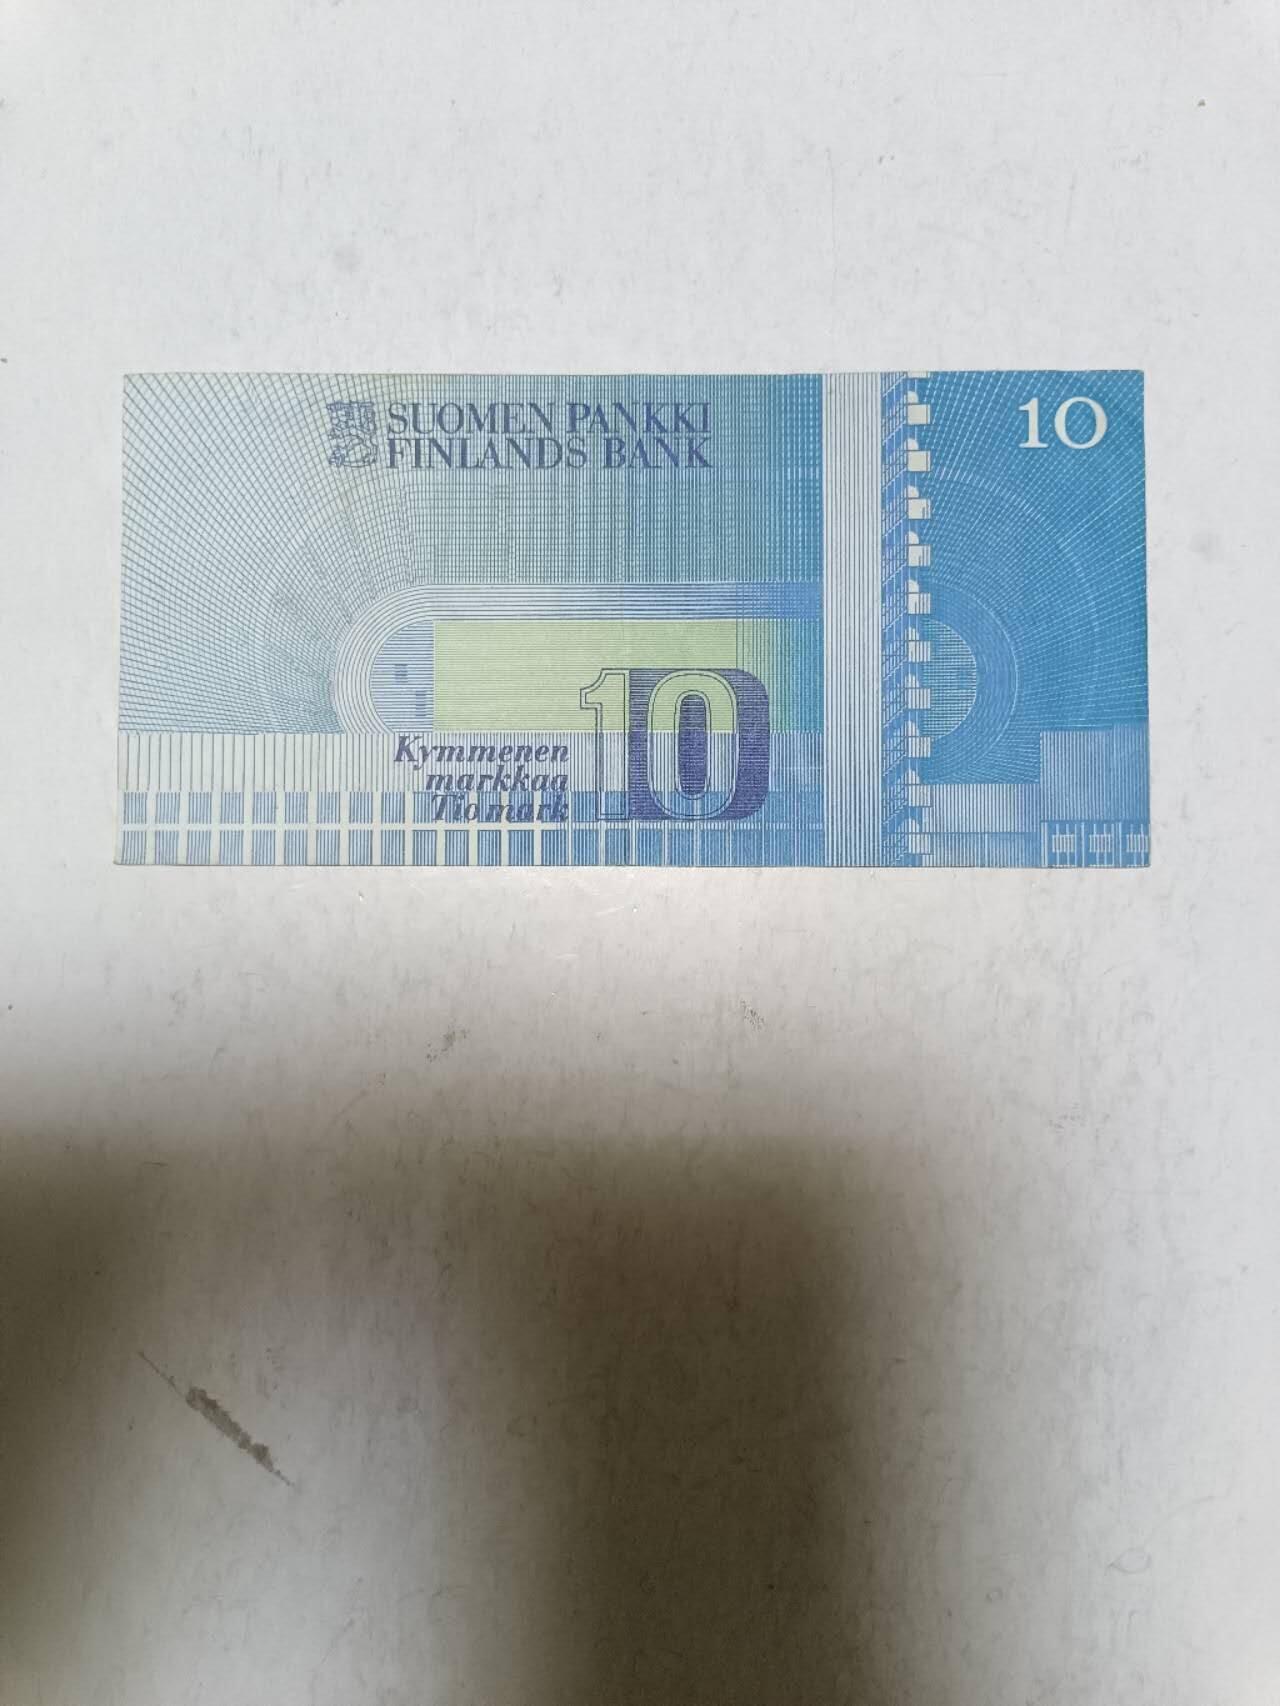 SUOMEN PANKKI
FINLANDS BANK
10
Kymmenen
markkaa
Tio mark
10